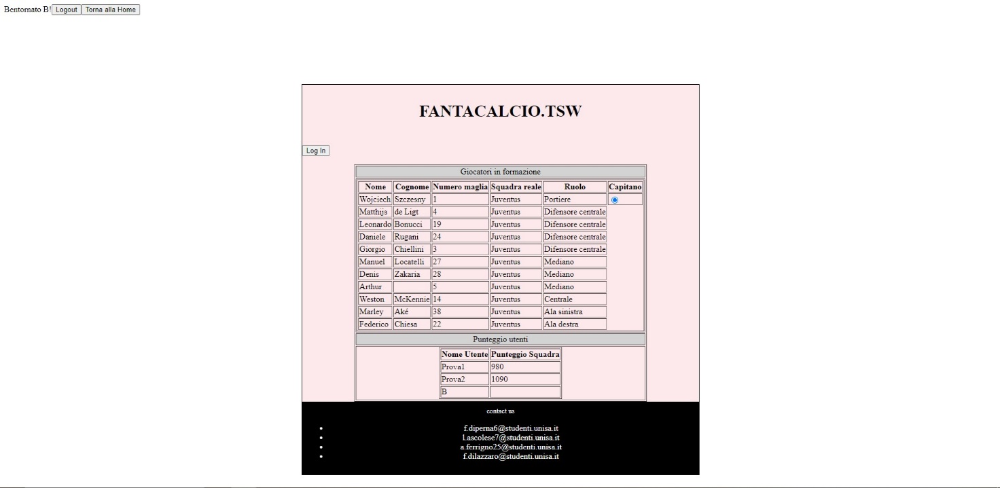 Bentornato B! Logout Torna alla Home
FANTACALCIO.TSW
Log In
Giocatori in formazione
Nome Cognome Numero maglia Squadra reale Ruolo Capitano
Wojciech Szczesny 1 Juventus Portiere
Matthijs de Ligt 4 Juventus Difensore centrale
Leonardo Bonucci 19 Juventus Difensore centrale
Daniele Rugani 24 Juventus Difensore centrale
Giorgio Chiellini 3 Juventus Difensore centrale
Manuel Locatelli 27 Juventus Mediano
Denis Zakaria 28 Juventus Mediano
Arthur 5 Juventus Mediano
Weston McKennie 14 Juventus Centrale
Marley Aké 38 Juventus Ala sinistra
Federico Chiesa 22 Juventus Ala destra
Punteggio utenti
Nome Utente Punteggio Squadra
Prova1 980
Prova2 1090
B
contact us
f.diperna6@studenti.unisa.it
l.ascolese7@studenti.unisa.it
a.ferrigno25@studenti.unisa.it
f.dilazzaro@studenti.unisa.it